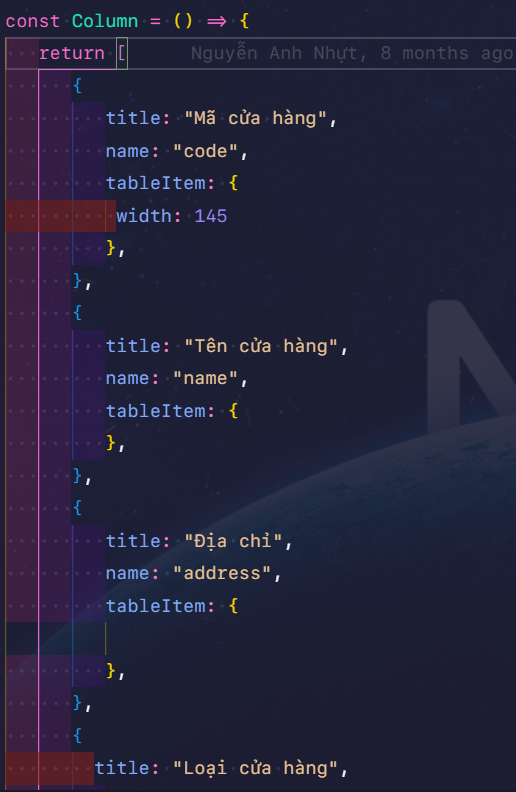 const Column = () => {
return [ Nguyễn Anh Nhựt, 8 months ago
{
title: "Mã cửa hàng",
name: "code",
tableItem: {
width: 145
},
},
{
title: "Tên cửa hàng",
name: "name",
tableItem: {
},
},
{
title: "Địa chỉ",
name: "address",
tableItem: {
},
},
{
title: "Loại cửa hàng",